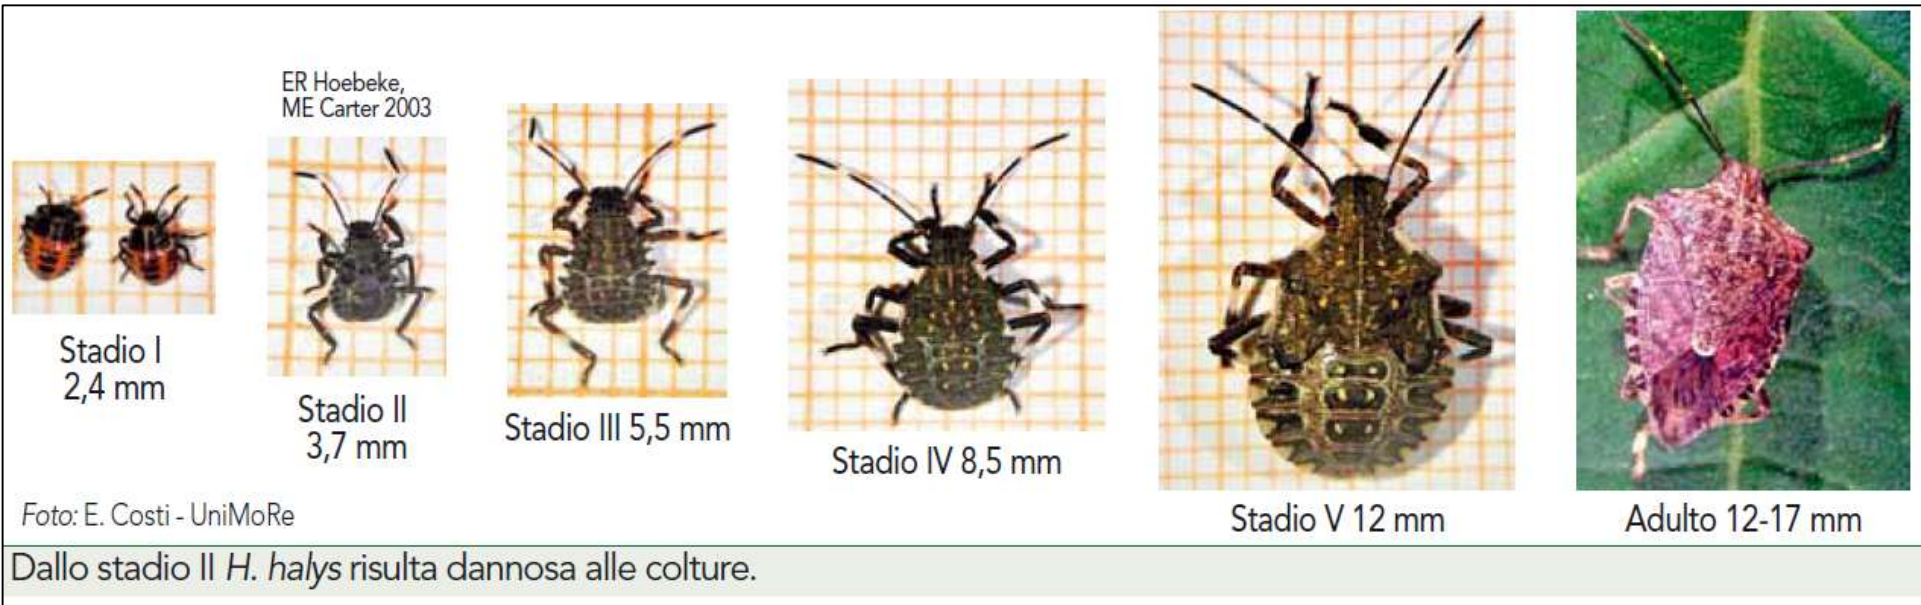 ER Hoebeke,
ME Carter 2003
Stadio I
2,4 mm
Stadio II
3,7 mm
Stadio III 5,5 mm
Stadio IV 8,5 mm
Stadio V 12 mm
Adulto 12-17 mm
Foto: E. Costi - UniMoRe
Dallo stadio II H. halys risulta dannosa alle colture.